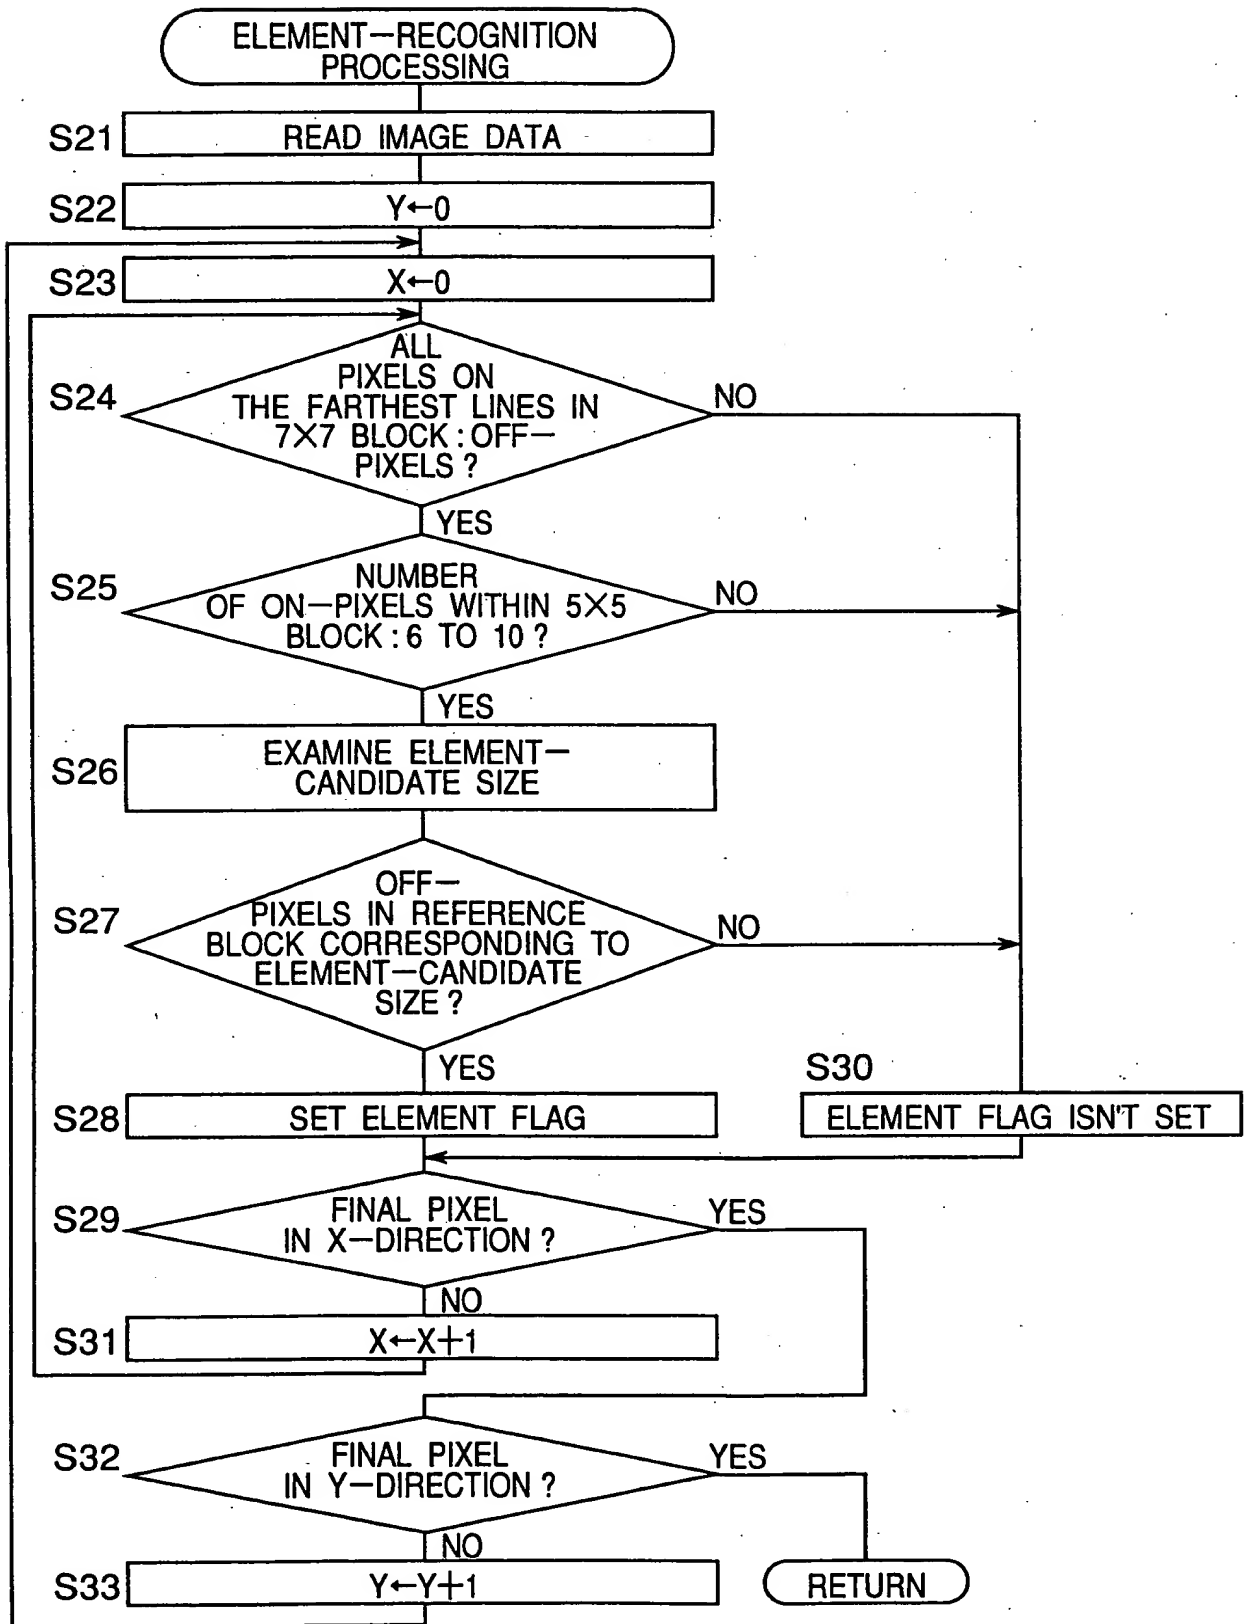 ELEMENT—RECOGNITION
PROCESSING
S21
READ IMAGE DATA
S22
Y←0
S23
X←0
S24
ALL
PIXELS ON
THE FARTHEST LINES IN
7×7 BLOCK : OFF—
PIXELS ?
NO
YES
S25
NUMBER
OF ON—PIXELS WITHIN 5×5
BLOCK : 6 TO 10 ?
NO
YES
S26
EXAMINE ELEMENT—
CANDIDATE SIZE
S27
OFF—
PIXELS IN REFERENCE
BLOCK CORRESPONDING TO
ELEMENT—CANDIDATE
SIZE ?
NO
YES
S30
S28
SET ELEMENT FLAG
ELEMENT FLAG ISN'T SET
S29
FINAL PIXEL
IN X—DIRECTION ?
YES
NO
S31
X←X+1
S32
FINAL PIXEL
IN Y—DIRECTION ?
YES
NO
S33
Y←Y+1
RETURN